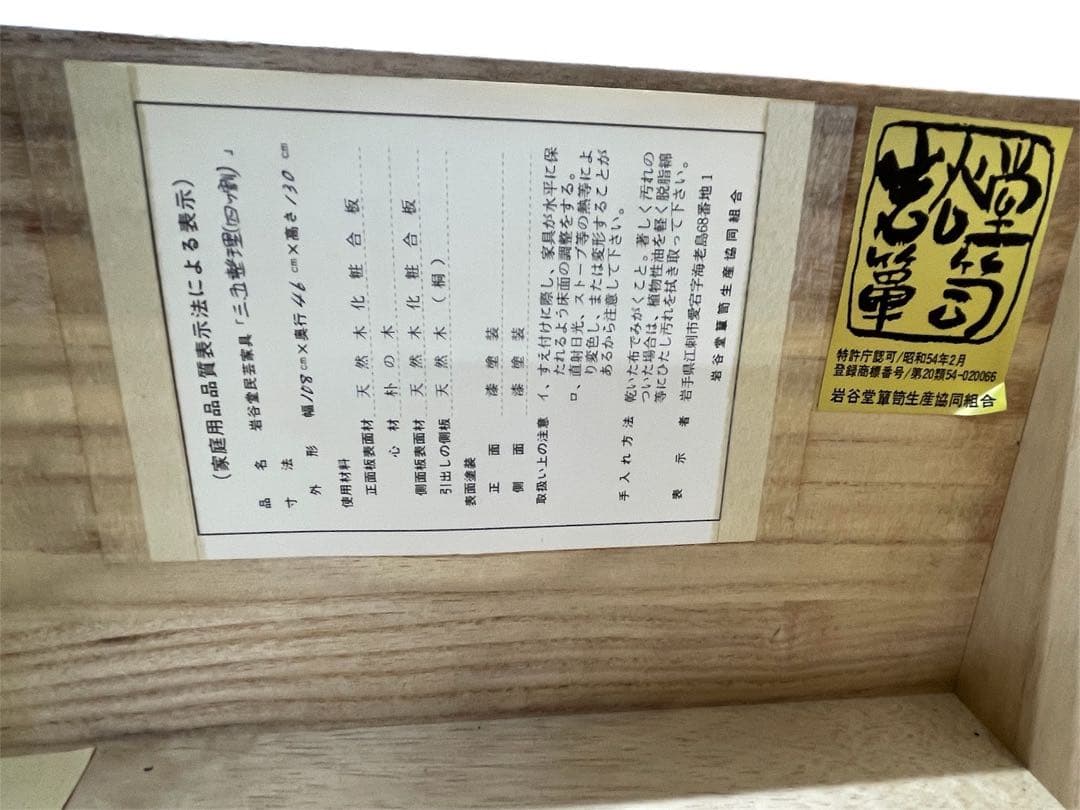 (家庭用品品質表示法による表示)
品名 岩谷堂民芸家具「三五整理(四ツ割)」
寸法
外形 幅108cm×奥行46cm×高さ130cm
使用材料
正面板表面材 天然木化粧合板
心材 朴の木
側面板表面材 天然木化粧合板
引出しの側板 天然木(桐)
表面塗装
正面 漆塗装
側面 漆塗装
取扱い上の注意 イ、すえ付けに際し、家具が水平に保
たれるよう床面の調整をする。
ロ、直射日光、ストーブ等の熱等によ
り変色し、または変形することが
あるから注意して下さい。
手入れ方法 乾いた布でみがくこと。著しく汚れの
ついた場合は、植物性油を軽く脱脂綿
等にひたし汚れを拭き取って下さい。
表示者 岩手県江刺市愛宕字海老島68番地1
岩谷堂簞笥生産協同組合
特許庁認可/昭和54年2月
登録商標番号/第20類54-020066
岩谷堂簞笥生産協同組合